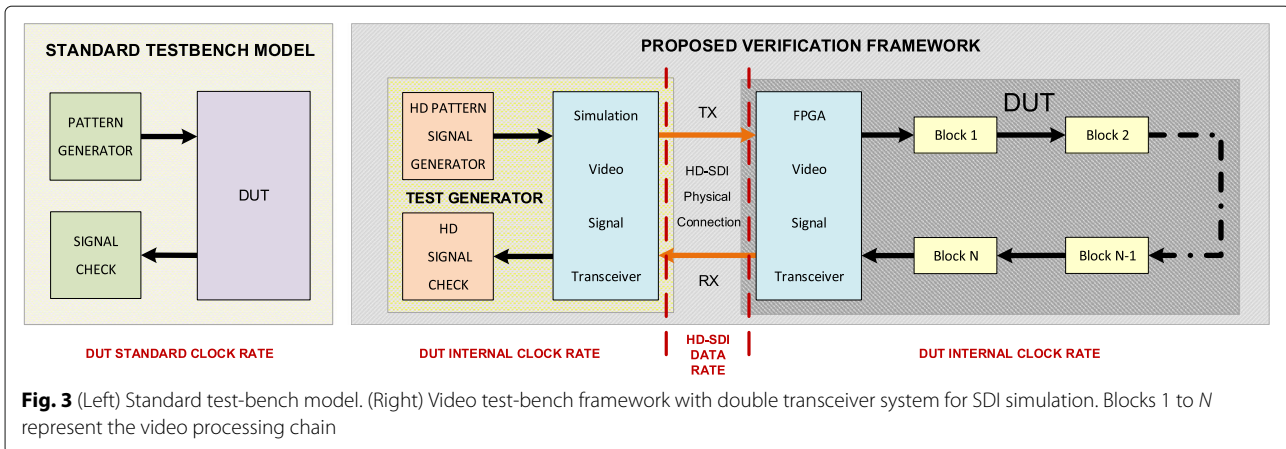 STANDARD TESTBENCH MODEL
PATTERN
GENERATOR
DUT
SIGNAL
CHECK
DUT STANDARD CLOCK RATE
PROPOSED VERIFICATION FRAMEWORK
HD PATTERN
SIGNAL
GENERATOR
TEST GENERATOR
HD
SIGNAL
CHECK
Simulation
Video
Signal
Transceiver
TX
HD-SDI
Physical
Connection
RX
FPGA
Video
Signal
Transceiver
DUT
Block 1
Block 2
Block N
Block N-1
DUT INTERNAL CLOCK RATE
HD-SDI
DATA
RATE
DUT INTERNAL CLOCK RATE
Fig. 3 (Left) Standard test-bench model. (Right) Video test-bench framework with double transceiver system for SDI simulation. Blocks 1 to N
represent the video processing chain